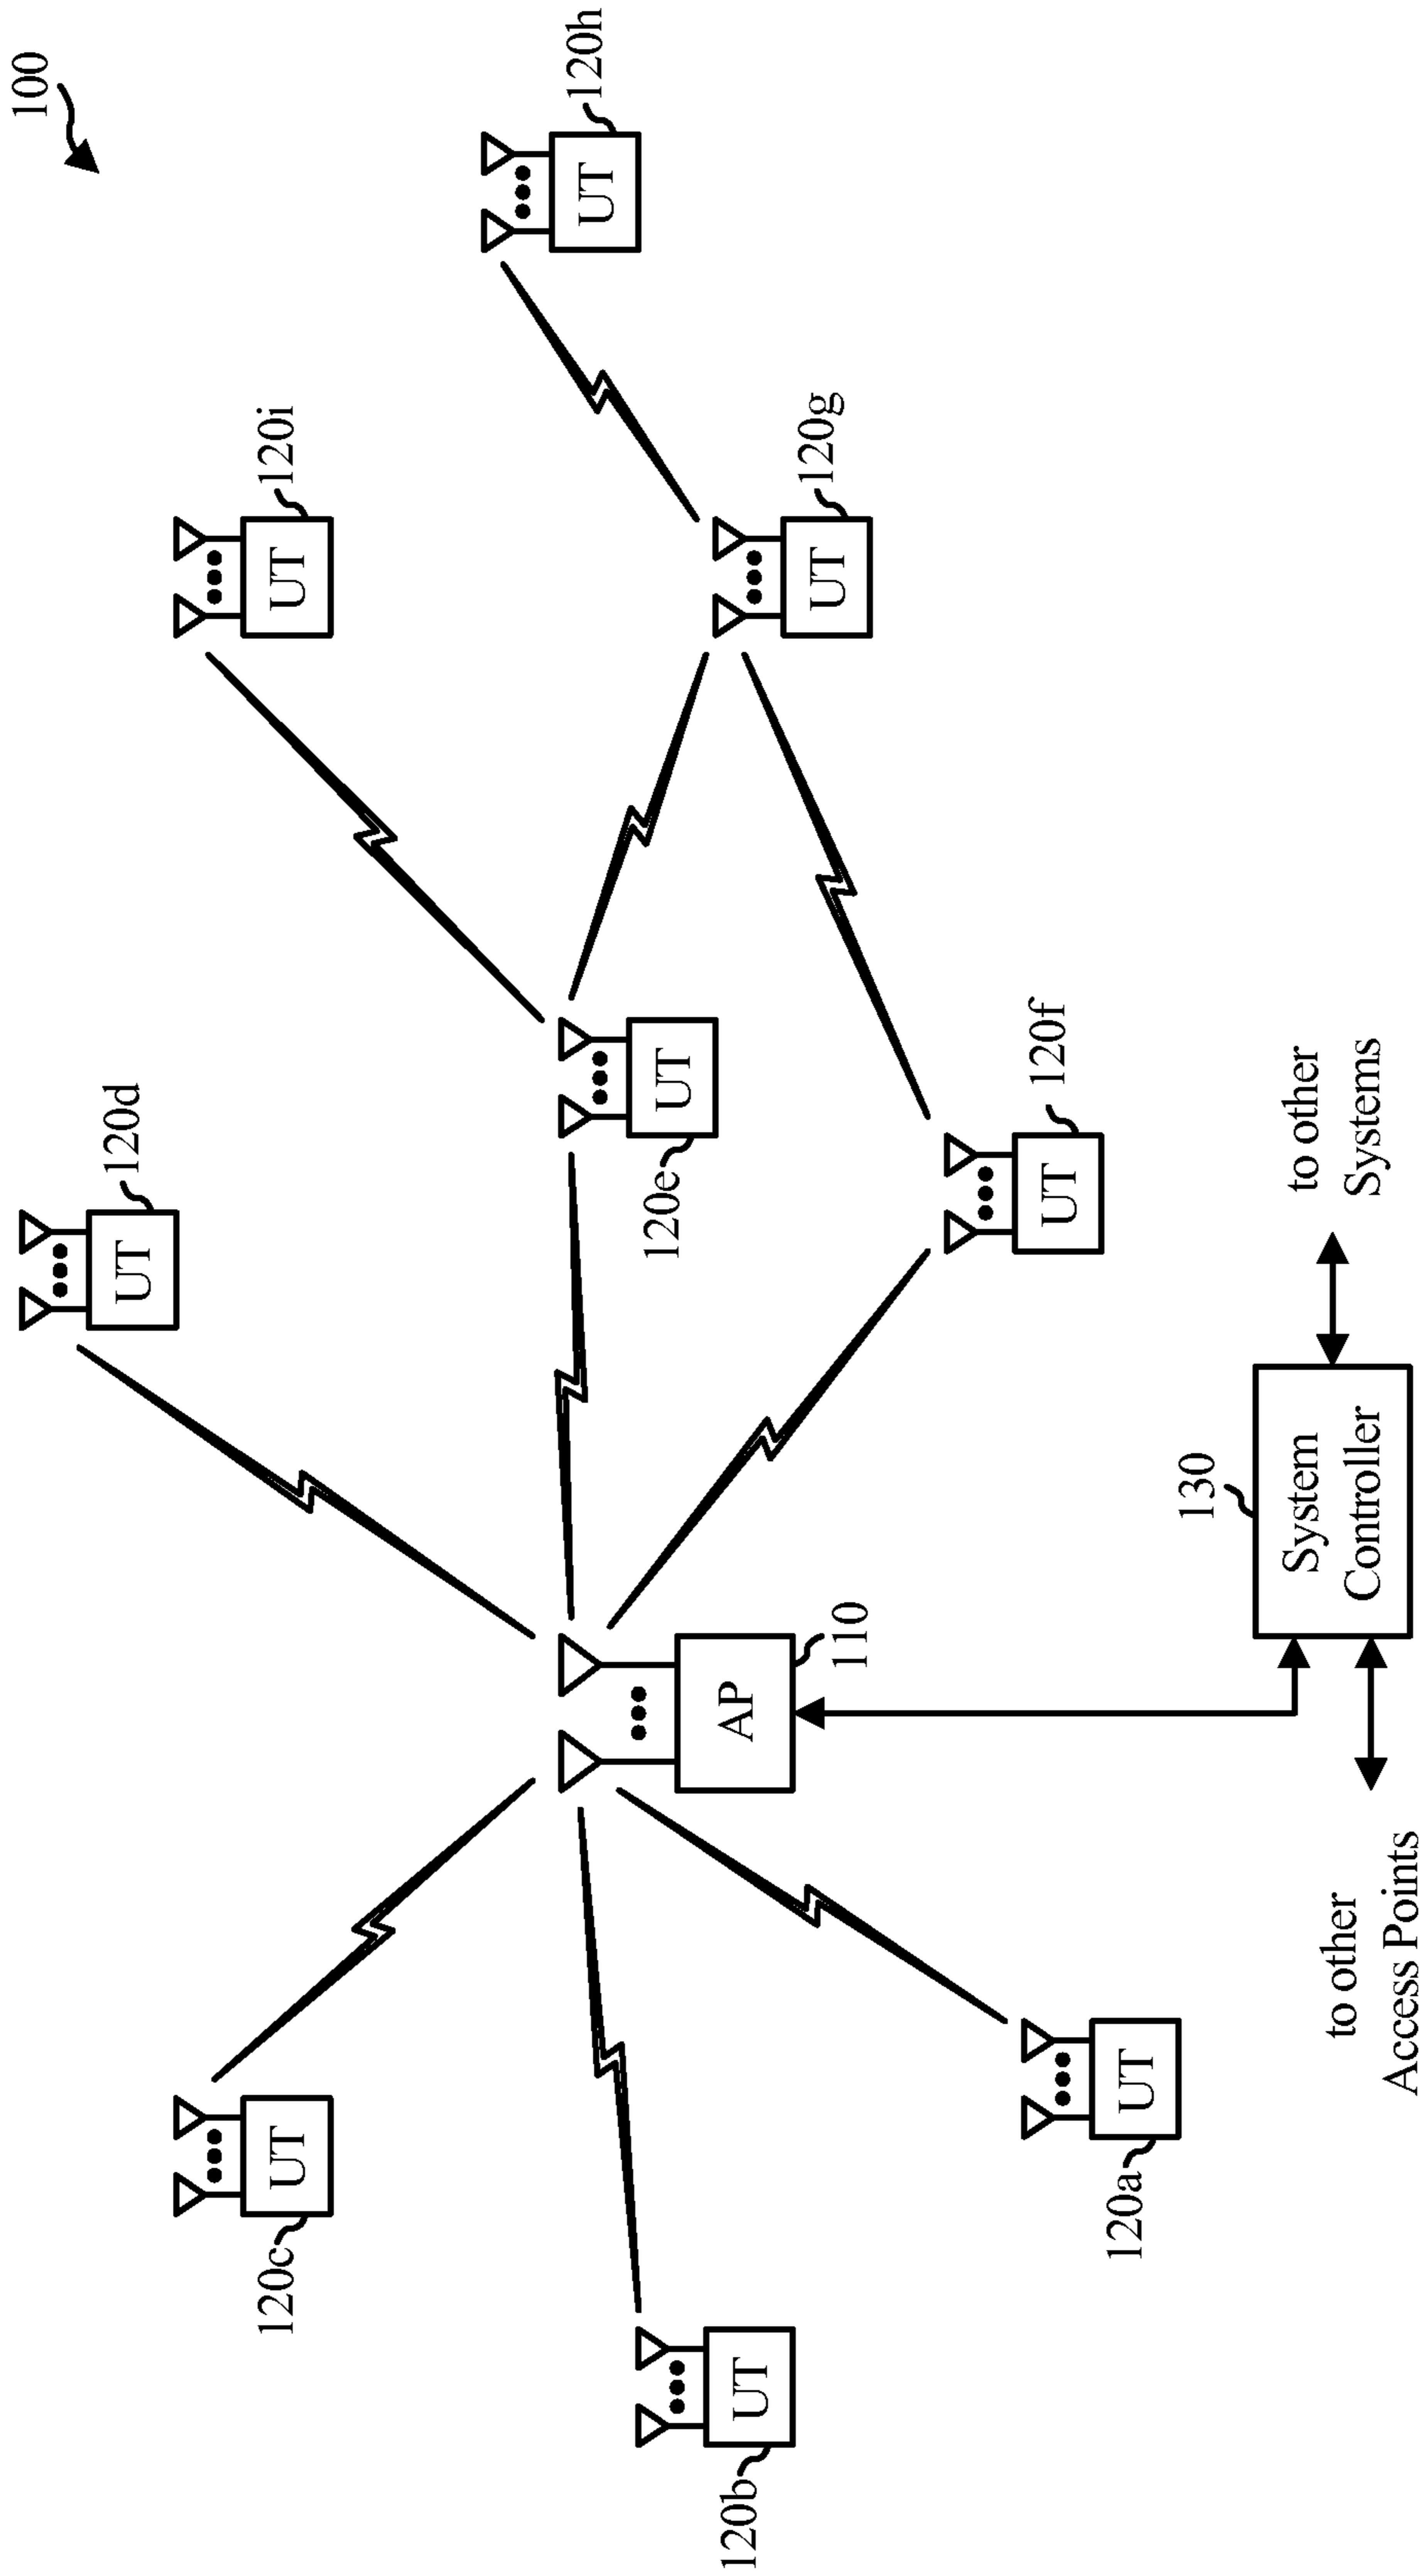 100
120d
UT
120i
UT
120c
UT
120h
UT
120e
UT
AP
110
120b
UT
120g
UT
120f
UT
120a
UT
130
System
Controller
to other
Systems
to other
Access Points